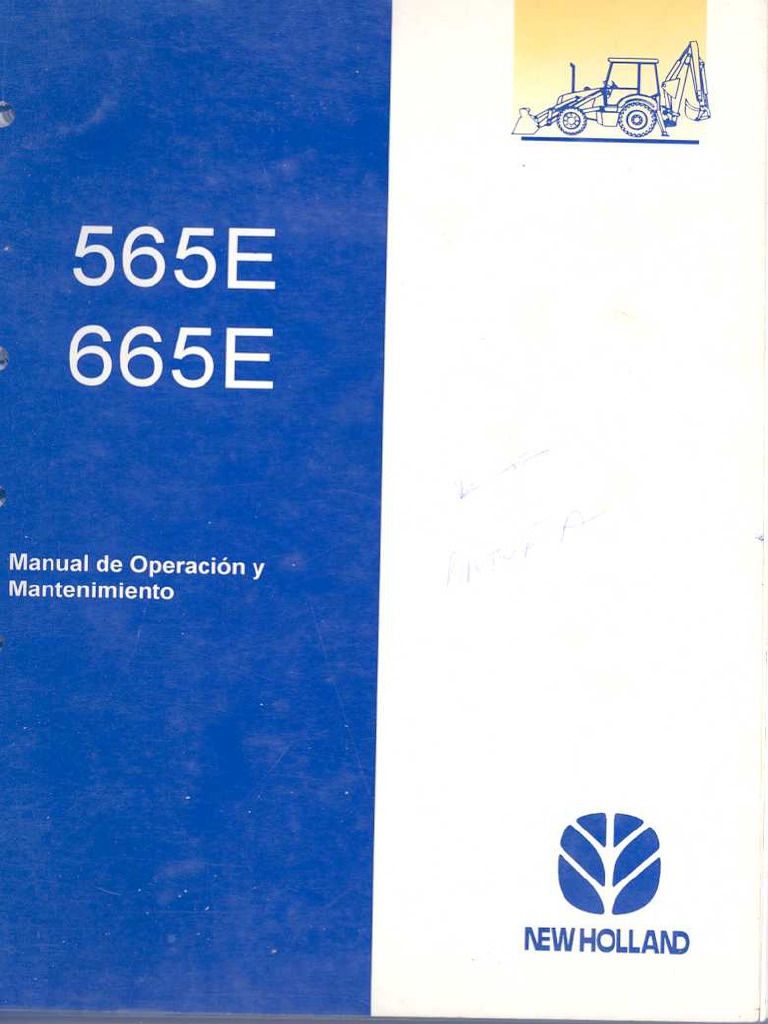 565E
665E
Manual de Operación y
Mantenimiento
NEW HOLLAND